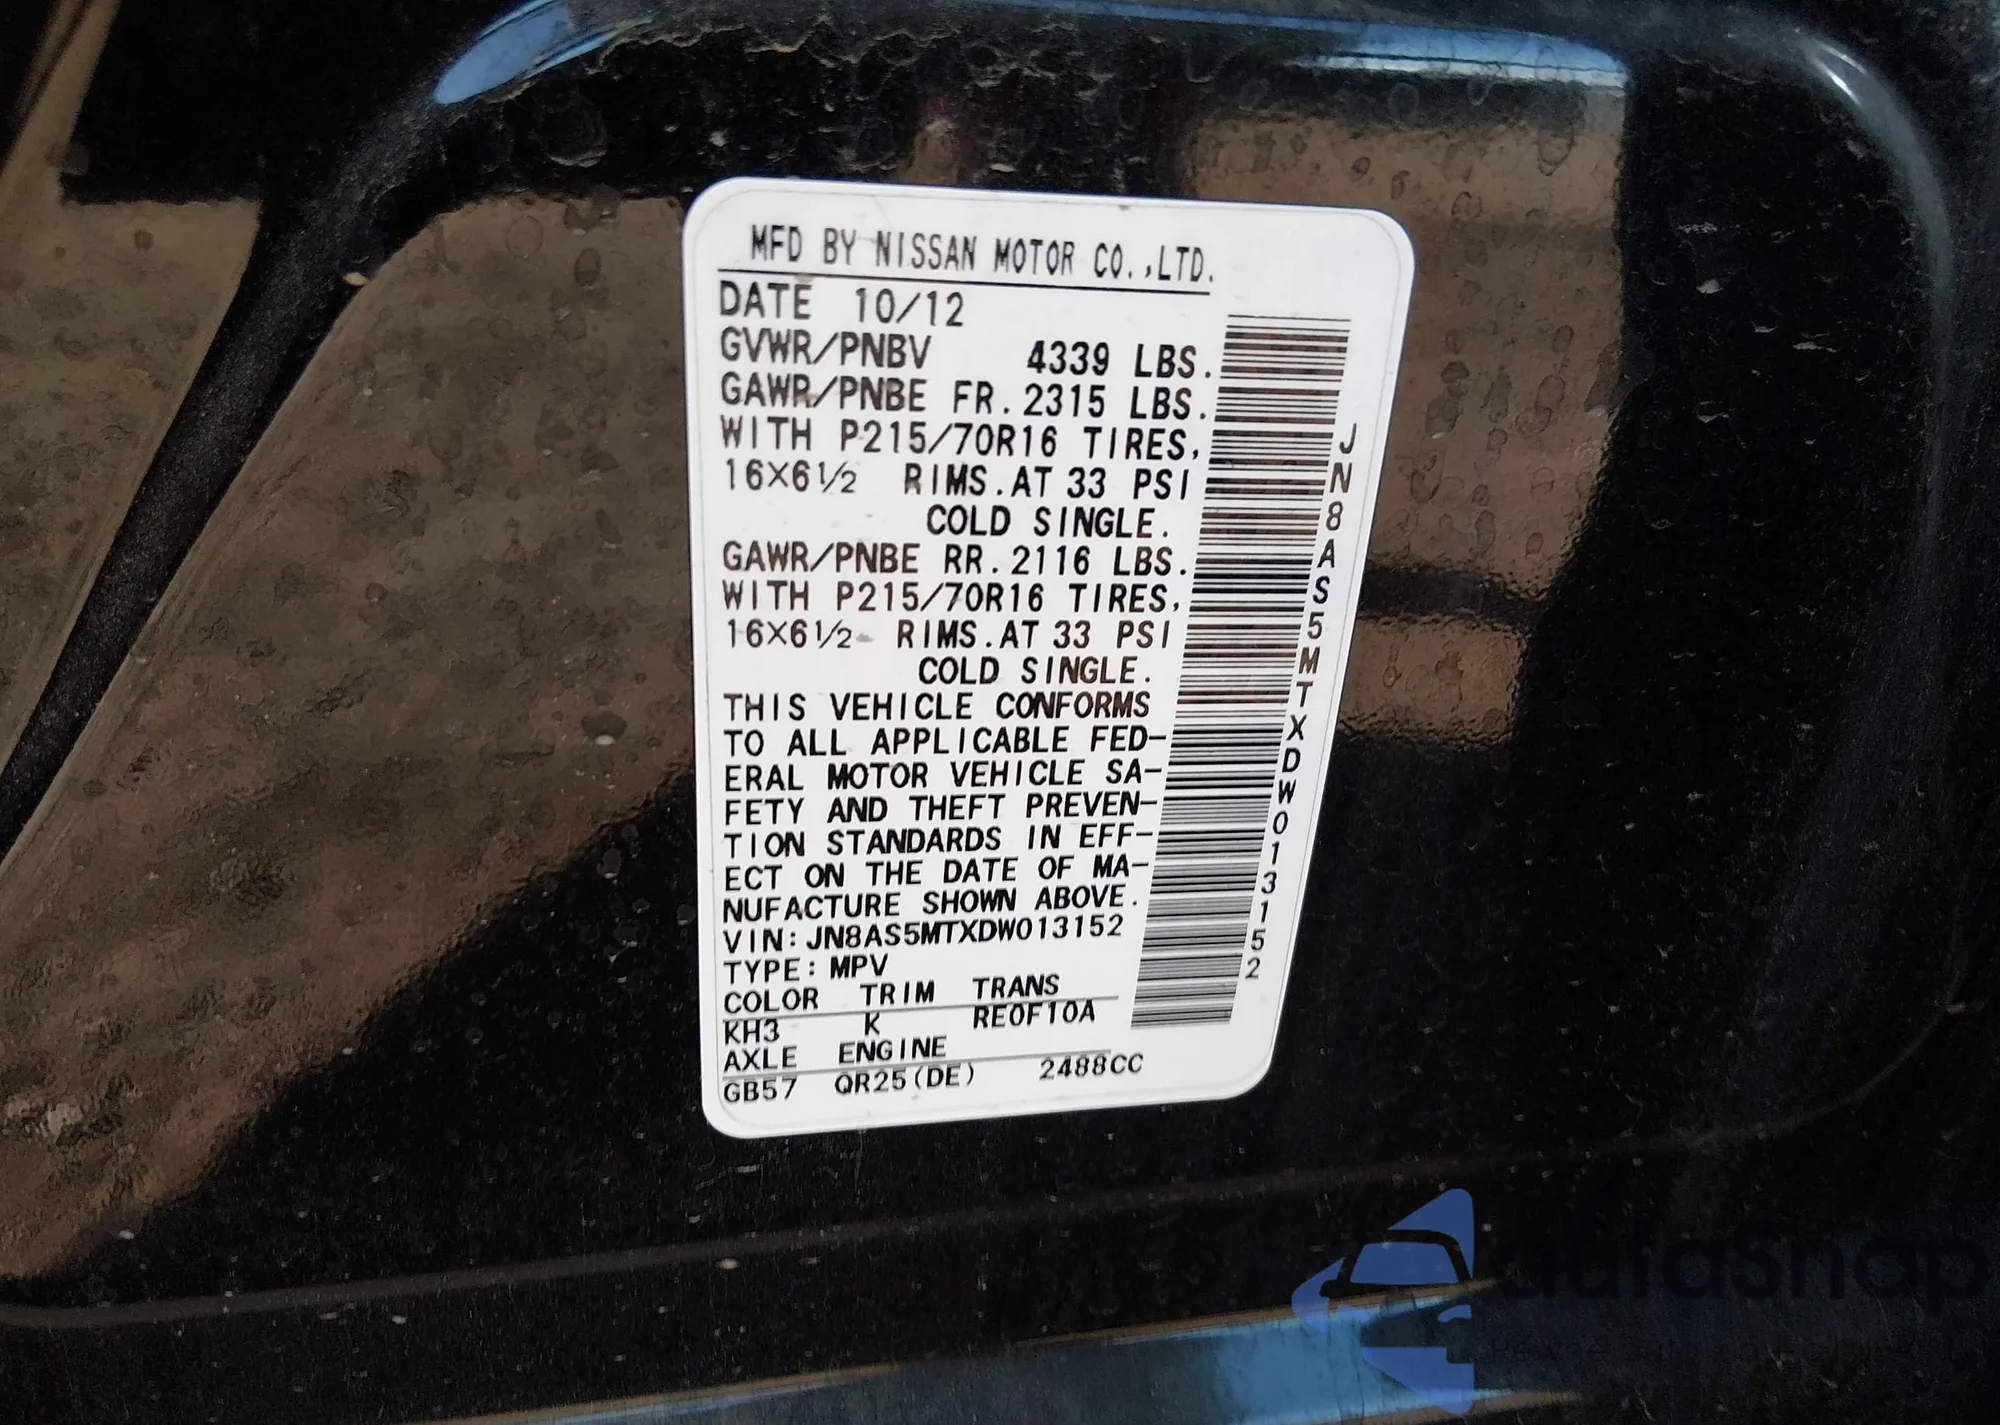 MFD BY NISSAN MOTOR CO.,LTD.
DATE 10/12
GVWR/PNBV 4339 LBS.
GAWR/PNBE FR.2315 LBS.
WITH P215/70R16 TIRES,
16X6½ RIMS.AT 33 PSI
COLD SINGLE.
GAWR/PNBE RR.2116 LBS.
WITH P215/70R16 TIRES,
16X6½ RIMS.AT 33 PSI
COLD SINGLE.
THIS VEHICLE CONFORMS
TO ALL APPLICABLE FED-
ERAL MOTOR VEHICLE SA-
FETY AND THEFT PREVEN-
TION STANDARDS IN EFF-
ECT ON THE DATE OF MA-
NUFACTURE SHOWN ABOVE.
VIN:JN8AS5MTXDW013152
TYPE:MPV
COLOR TRIM TRANS
KH3 K RE0F10A
AXLE ENGINE
GB57 QR25(DE) 2488CC
JN8AS5MTXDW013152